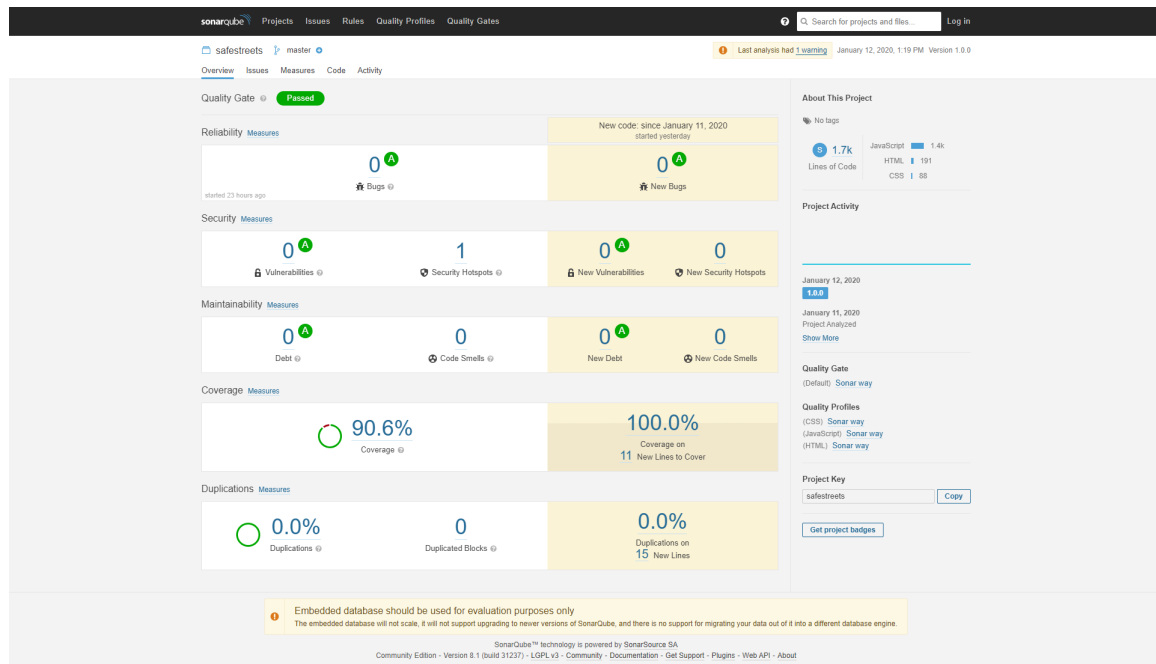 sonarqube Projects Issues Rules Quality Profiles Quality Gates Search for projects and files... Log in
safestreets master Last analysis had 1 warning January 12, 2020, 1:19 PM Version 1.0.0
Overview Issues Measures Code Activity
Quality Gate Passed
Reliability Measures
New code: since January 11, 2020
started yesterday
0 A
Bugs
started 23 hours ago
0 A
New Bugs
Security Measures
0 A
Vulnerabilities
1
Security Hotspots
0 A
New Vulnerabilities
0
New Security Hotspots
Maintainability Measures
0 A
Debt
0
Code Smells
0 A
New Debt
0
New Code Smells
Coverage Measures
90.6%
Coverage
100.0%
Coverage on
11 New Lines to Cover
Duplications Measures
0.0%
Duplications
0
Duplicated Blocks
0.0%
Duplications on
15 New Lines
About This Project
No tags
S 1.7k
Lines of Code
JavaScript 1.4k
HTML 191
CSS 88
Project Activity
January 12, 2020
1.0.0
January 11, 2020
Project Analyzed
Show More
Quality Gate
(Default) Sonar way
Quality Profiles
(CSS) Sonar way
(JavaScript) Sonar way
(HTML) Sonar way
Project Key
safestreets Copy
Get project badges
Embedded database should be used for evaluation purposes only
The embedded database will not scale, it will not support upgrading to newer versions of SonarQube, and there is no support for migrating your data out of it into a different database engine.
SonarQube™ technology is powered by SonarSource SA
Community Edition - Version 8.1 (build 31237) - LGPL v3 - Community - Documentation - Get Support - Plugins - Web API - About